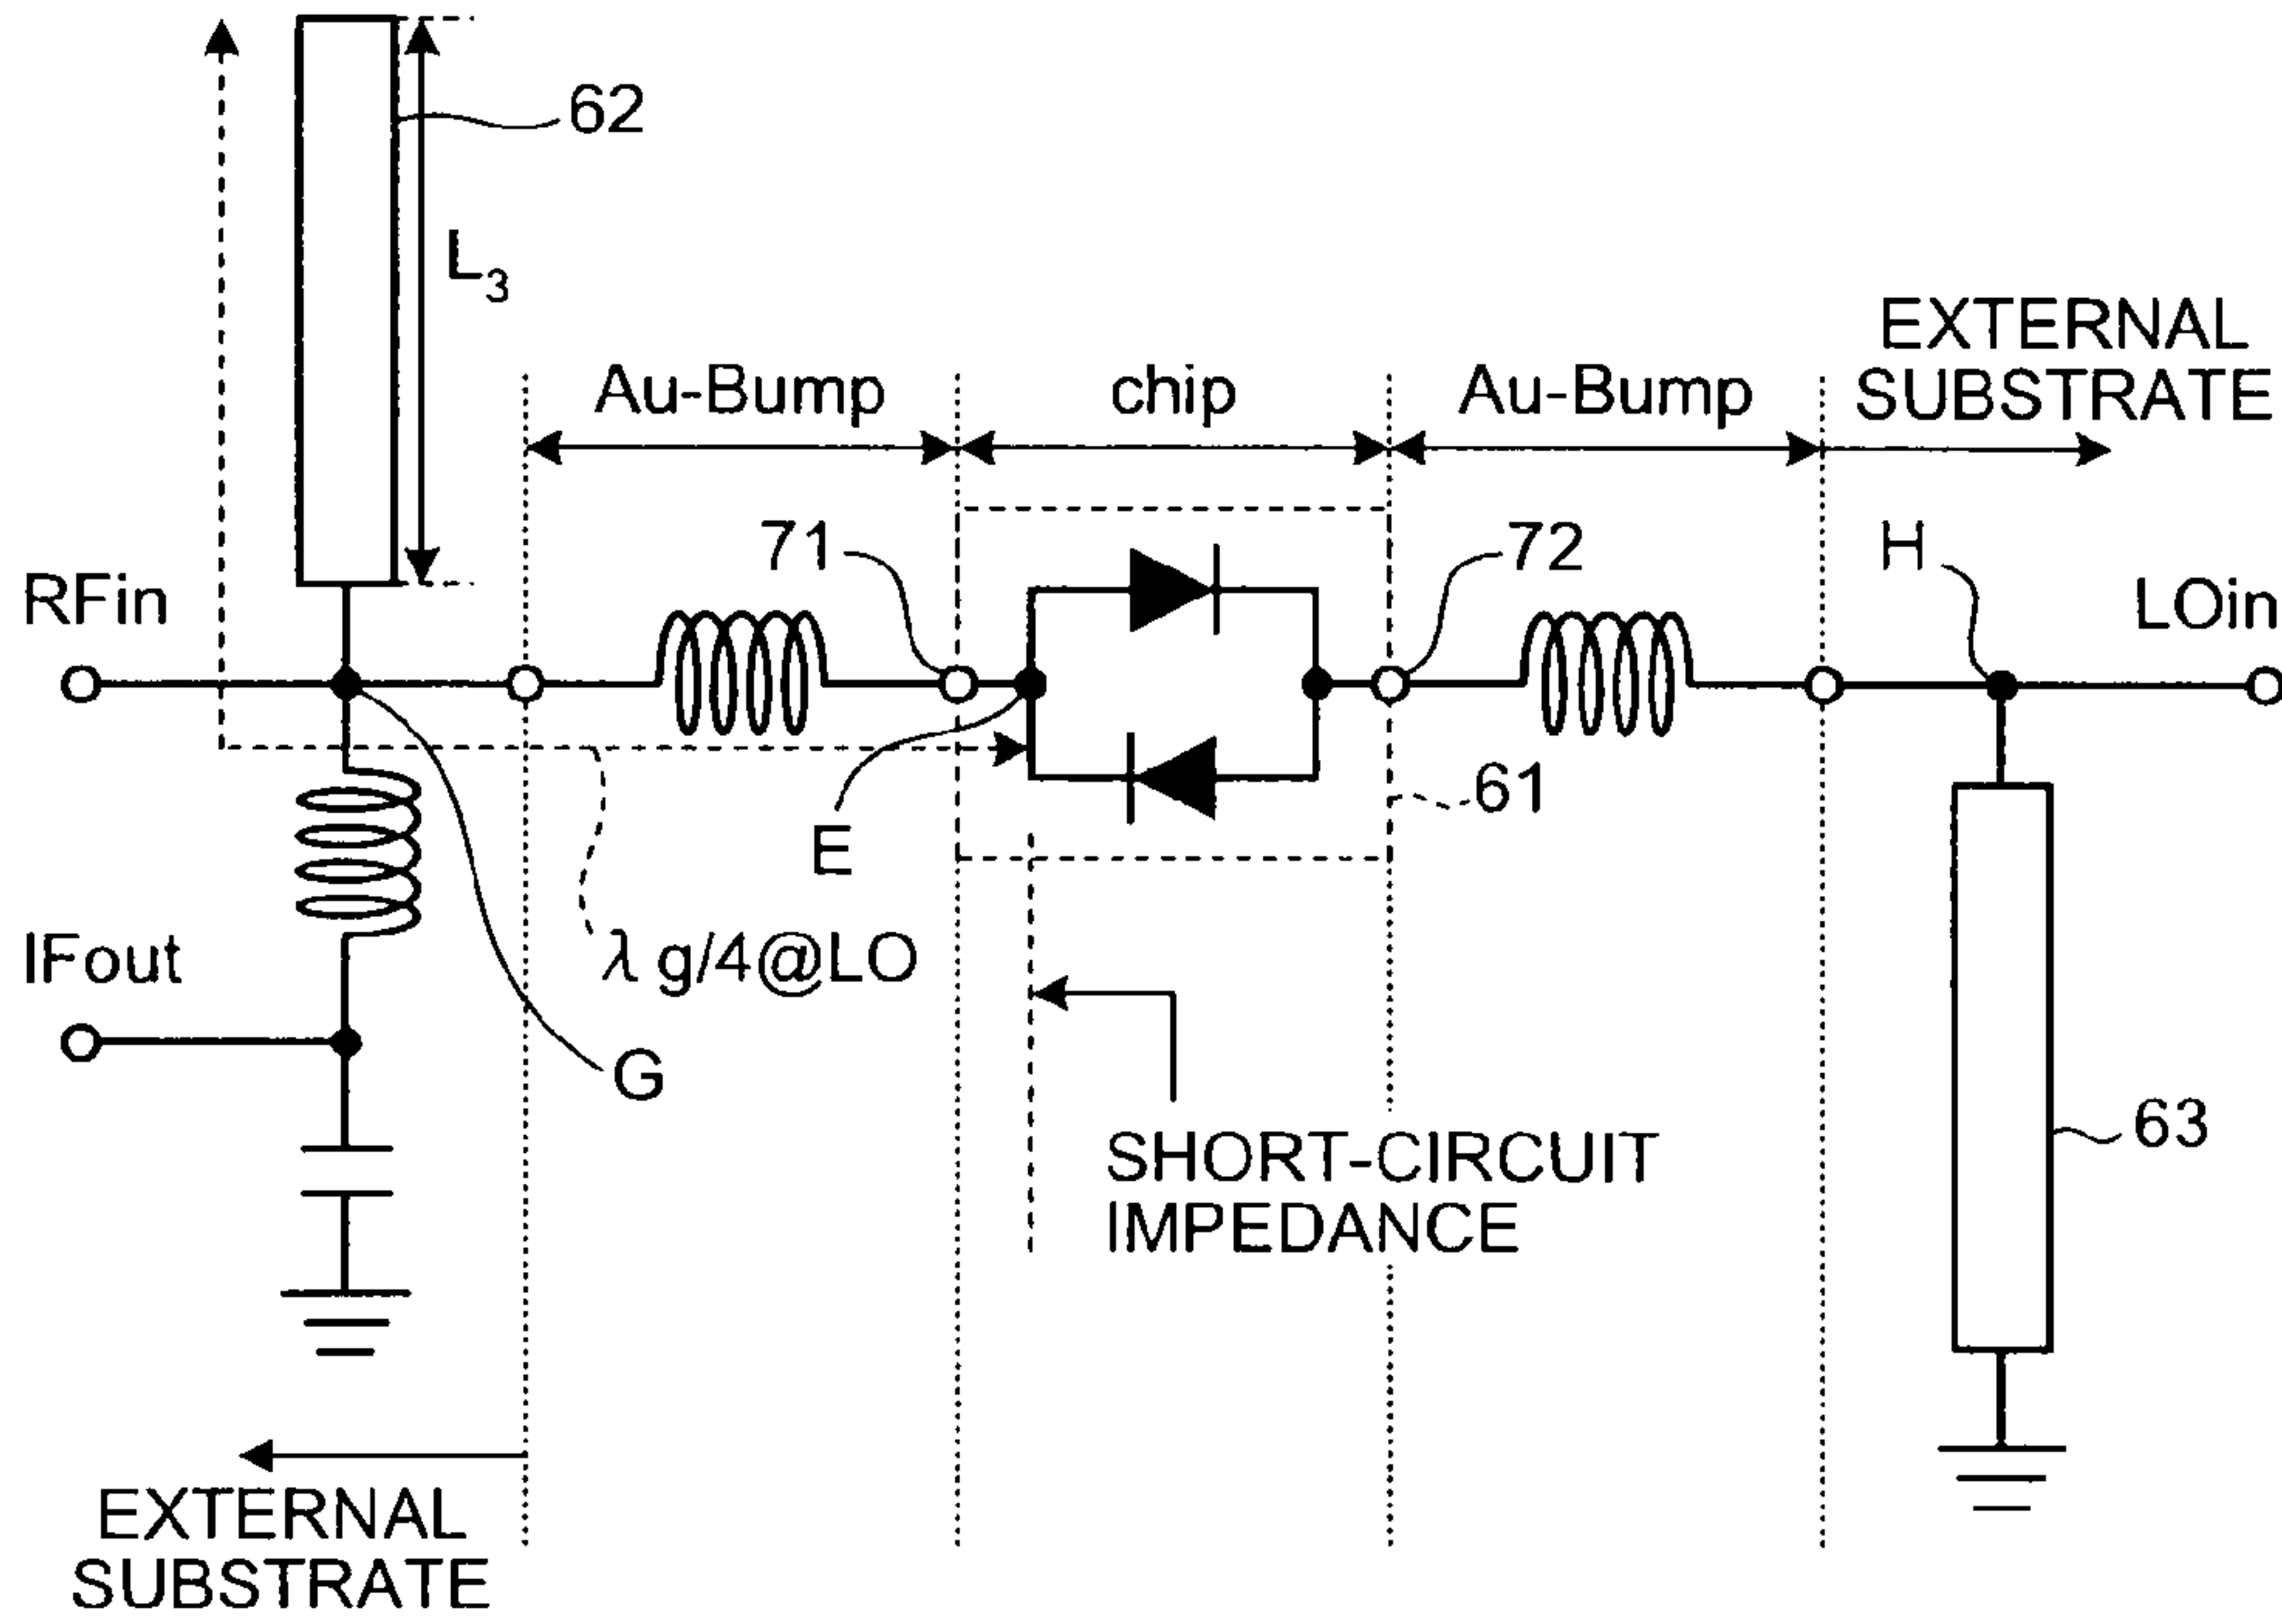 62
L3
EXTERNAL
SUBSTRATE
Au-Bump
chip
Au-Bump
71
72
H
RFin
LOin
61
E
λg/4@LO
IFout
G
63
SHORT-CIRCUIT
IMPEDANCE
EXTERNAL
SUBSTRATE